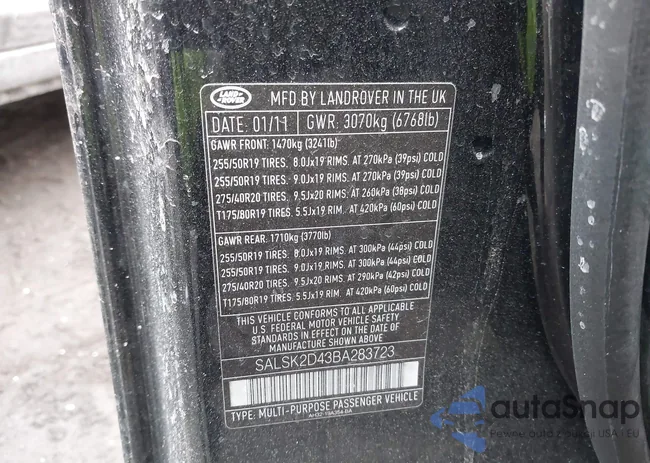 LAND ROVER
MFD BY LANDROVER IN THE UK
DATE: 01/11 GWR: 3070kg (6768lb)
GAWR FRONT: 1470kg (3241lb)
255/50R19 TIRES. 8.0Jx19 RIMS. AT 270kPa (39psi) COLD
255/50R19 TIRES. 9.0Jx19 RIMS. AT 270kPa (39psi) COLD
275/40R20 TIRES. 9.5Jx20 RIMS. AT 260kPa (38psi) COLD
T175/80R19 TIRES. 5.5Jx19 RIM. AT 420kPa (60psi) COLD
GAWR REAR. 1710kg (3770lb)
255/50R19 TIRES. 8.0Jx19 RIMS. AT 300kPa (44psi) COLD
255/50R19 TIRES. 9.0Jx19 RIMS. AT 300kPa (44psi) COLD
275/40R20 TIRES. 9.5Jx20 RIMS. AT 290kPa (42psi) COLD
T175/80R19 TIRES. 5.5Jx19 RIM. AT 420kPa (60psi) COLD
THIS VEHICLE CONFORMS TO ALL APPLICABLE
U.S. FEDERAL MOTOR VEHICLE SAFETY
STANDARDS IN EFFECT ON THE DATE OF
MANUFACTURE SHOWN ABOVE.
SALSK2D43BA283723
TYPE: MULTI-PURPOSE PASSENGER VEHICLE
autoSnap
Pewne auto z USA i EU